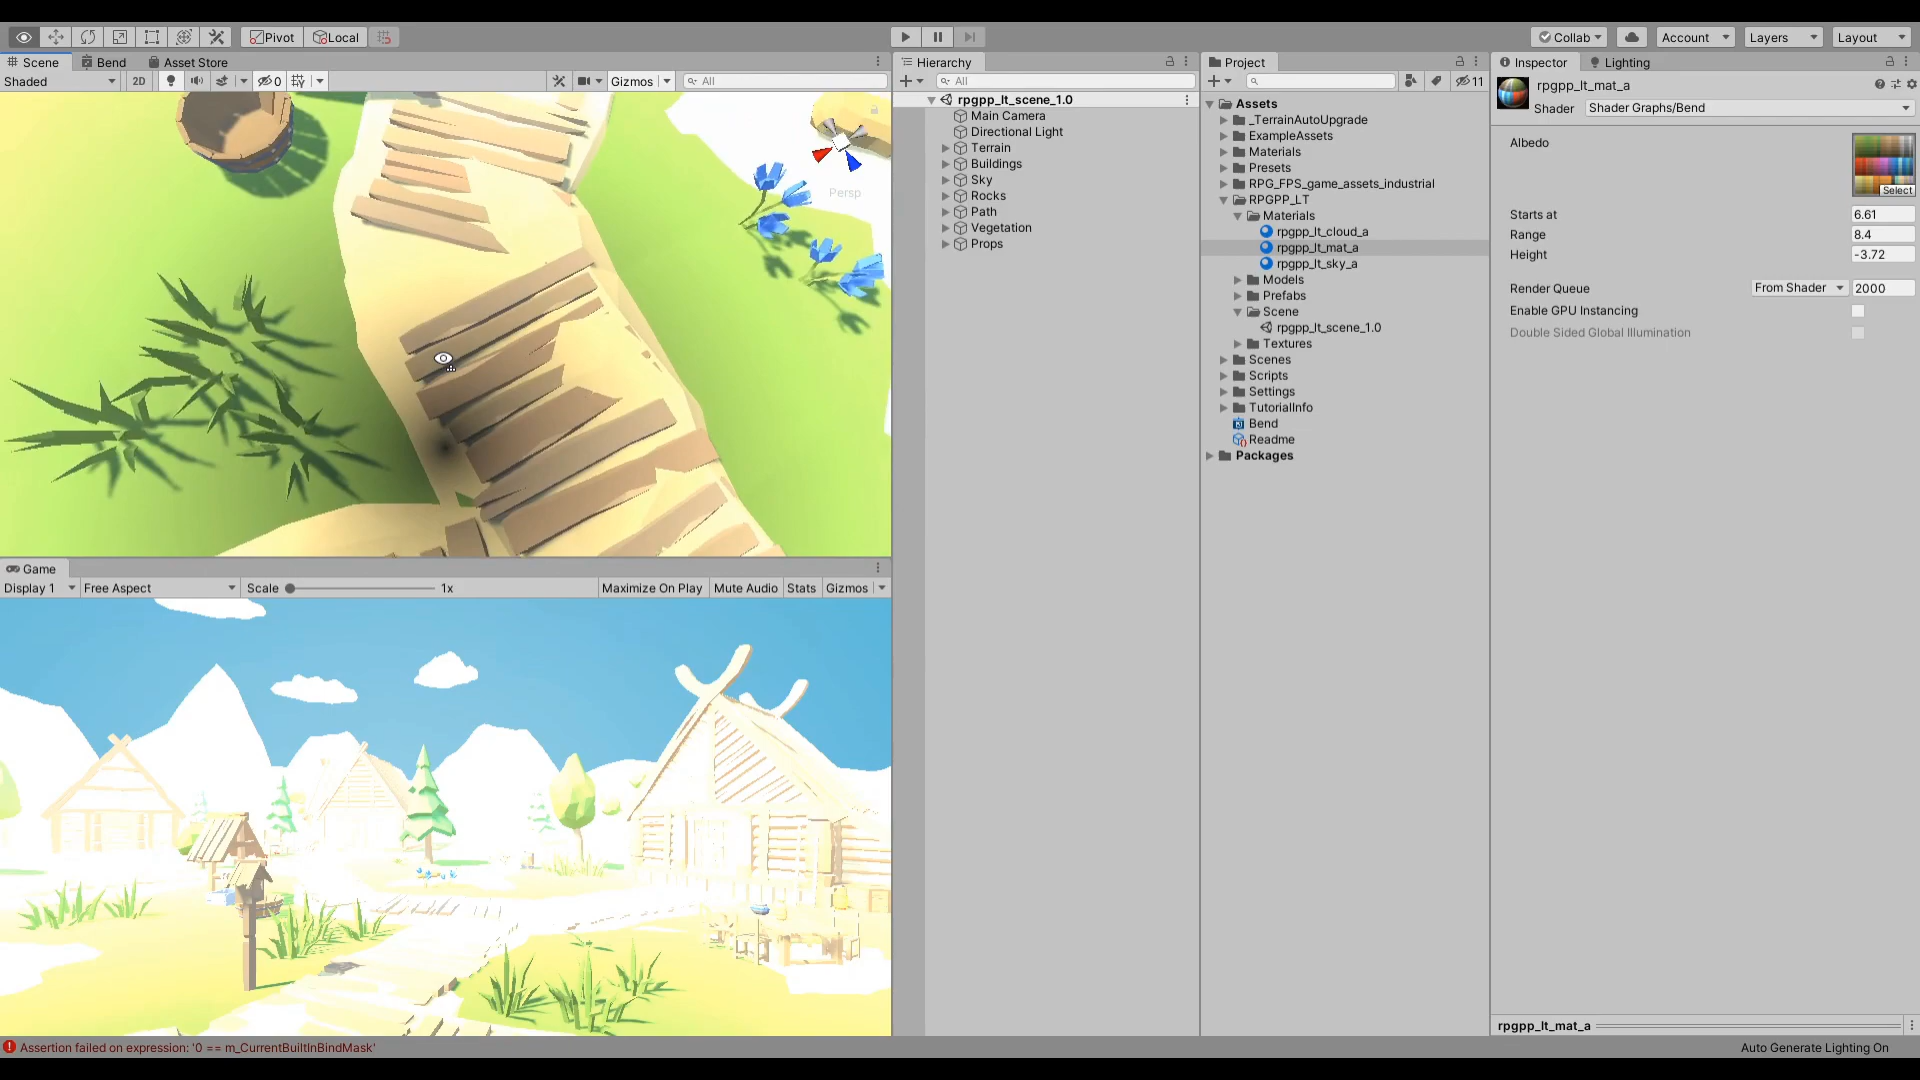 Pivot
Local
Collab
Account
Layers
Layout
Scene
Bend
Asset Store
Shaded
2D
0
Gizmos
All
Persp
Game
Display 1
Free Aspect
Scale
1x
Maximize On Play
Mute Audio
Stats
Gizmos
Hierarchy
All
rpgpp_lt_scene_1.0
Main Camera
Directional Light
Terrain
Buildings
Sky
Rocks
Path
Vegetation
Props
Project
11
Assets
_TerrainAutoUpgrade
ExampleAssets
Materials
Presets
RPG_FPS_game_assets_industrial
RPGPP_LT
Materials
rpgpp_lt_cloud_a
rpgpp_lt_mat_a
rpgpp_lt_sky_a
Models
Prefabs
Scene
rpgpp_lt_scene_1.0
Textures
Scenes
Scripts
Settings
TutorialInfo
Bend
Readme
Packages
Inspector
Lighting
rpgpp_lt_mat_a
Shader
Shader Graphs/Bend
Albedo
Select
Starts at
6.61
Range
8.4
Height
-3.72
Render Queue
From Shader
2000
Enable GPU Instancing
Double Sided Global Illumination
rpgpp_lt_mat_a
Assertion failed on expression: '0 == m_CurrentBuiltInBindMask'
Auto Generate Lighting On